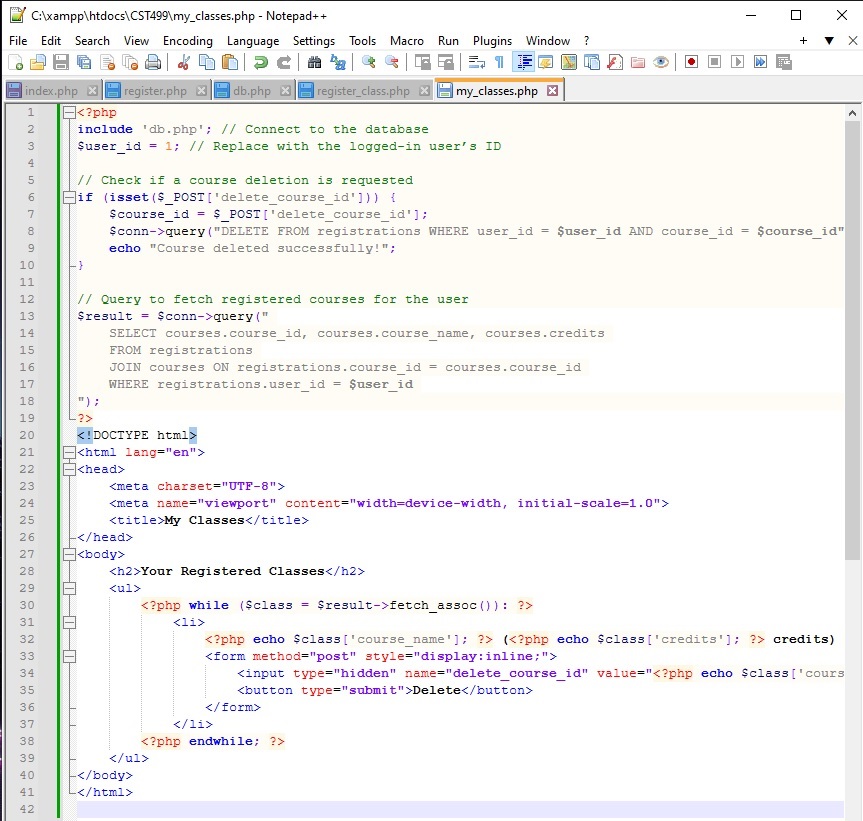 C:\xampp\htdocs\CST499\my_classes.php - Notepad++
File Edit Search View Encoding Language Settings Tools Macro Run Plugins Window ?
index.php register.php db.php register_class.php my_classes.php
1 <?php
2 include 'db.php'; // Connect to the database
3 $user_id = 1; // Replace with the logged-in user’s ID
4
5 // Check if a course deletion is requested
6 if (isset($_POST['delete_course_id'])) {
7 $course_id = $_POST['delete_course_id'];
8 $conn->query("DELETE FROM registrations WHERE user_id = $user_id AND course_id = $course_id"
9 echo "Course deleted successfully!";
10 }
11
12 // Query to fetch registered courses for the user
13 $result = $conn->query("
14 SELECT courses.course_id, courses.course_name, courses.credits
15 FROM registrations
16 JOIN courses ON registrations.course_id = courses.course_id
17 WHERE registrations.user_id = $user_id
18 ");
19 ?>
20 <!DOCTYPE html>
21 <html lang="en">
22 <head>
23 <meta charset="UTF-8">
24 <meta name="viewport" content="width=device-width, initial-scale=1.0">
25 <title>My Classes</title>
26 </head>
27 <body>
28 <h2>Your Registered Classes</h2>
29 <ul>
30 <?php while ($class = $result->fetch_assoc()): ?>
31 <li>
32 <?php echo $class['course_name']; ?> (<?php echo $class['credits']; ?> credits)
33 <form method="post" style="display:inline;">
34 <input type="hidden" name="delete_course_id" value="<?php echo $class['cours
35 <button type="submit">Delete</button>
36 </form>
37 </li>
38 <?php endwhile; ?>
39 </ul>
40 </body>
41 </html>
42